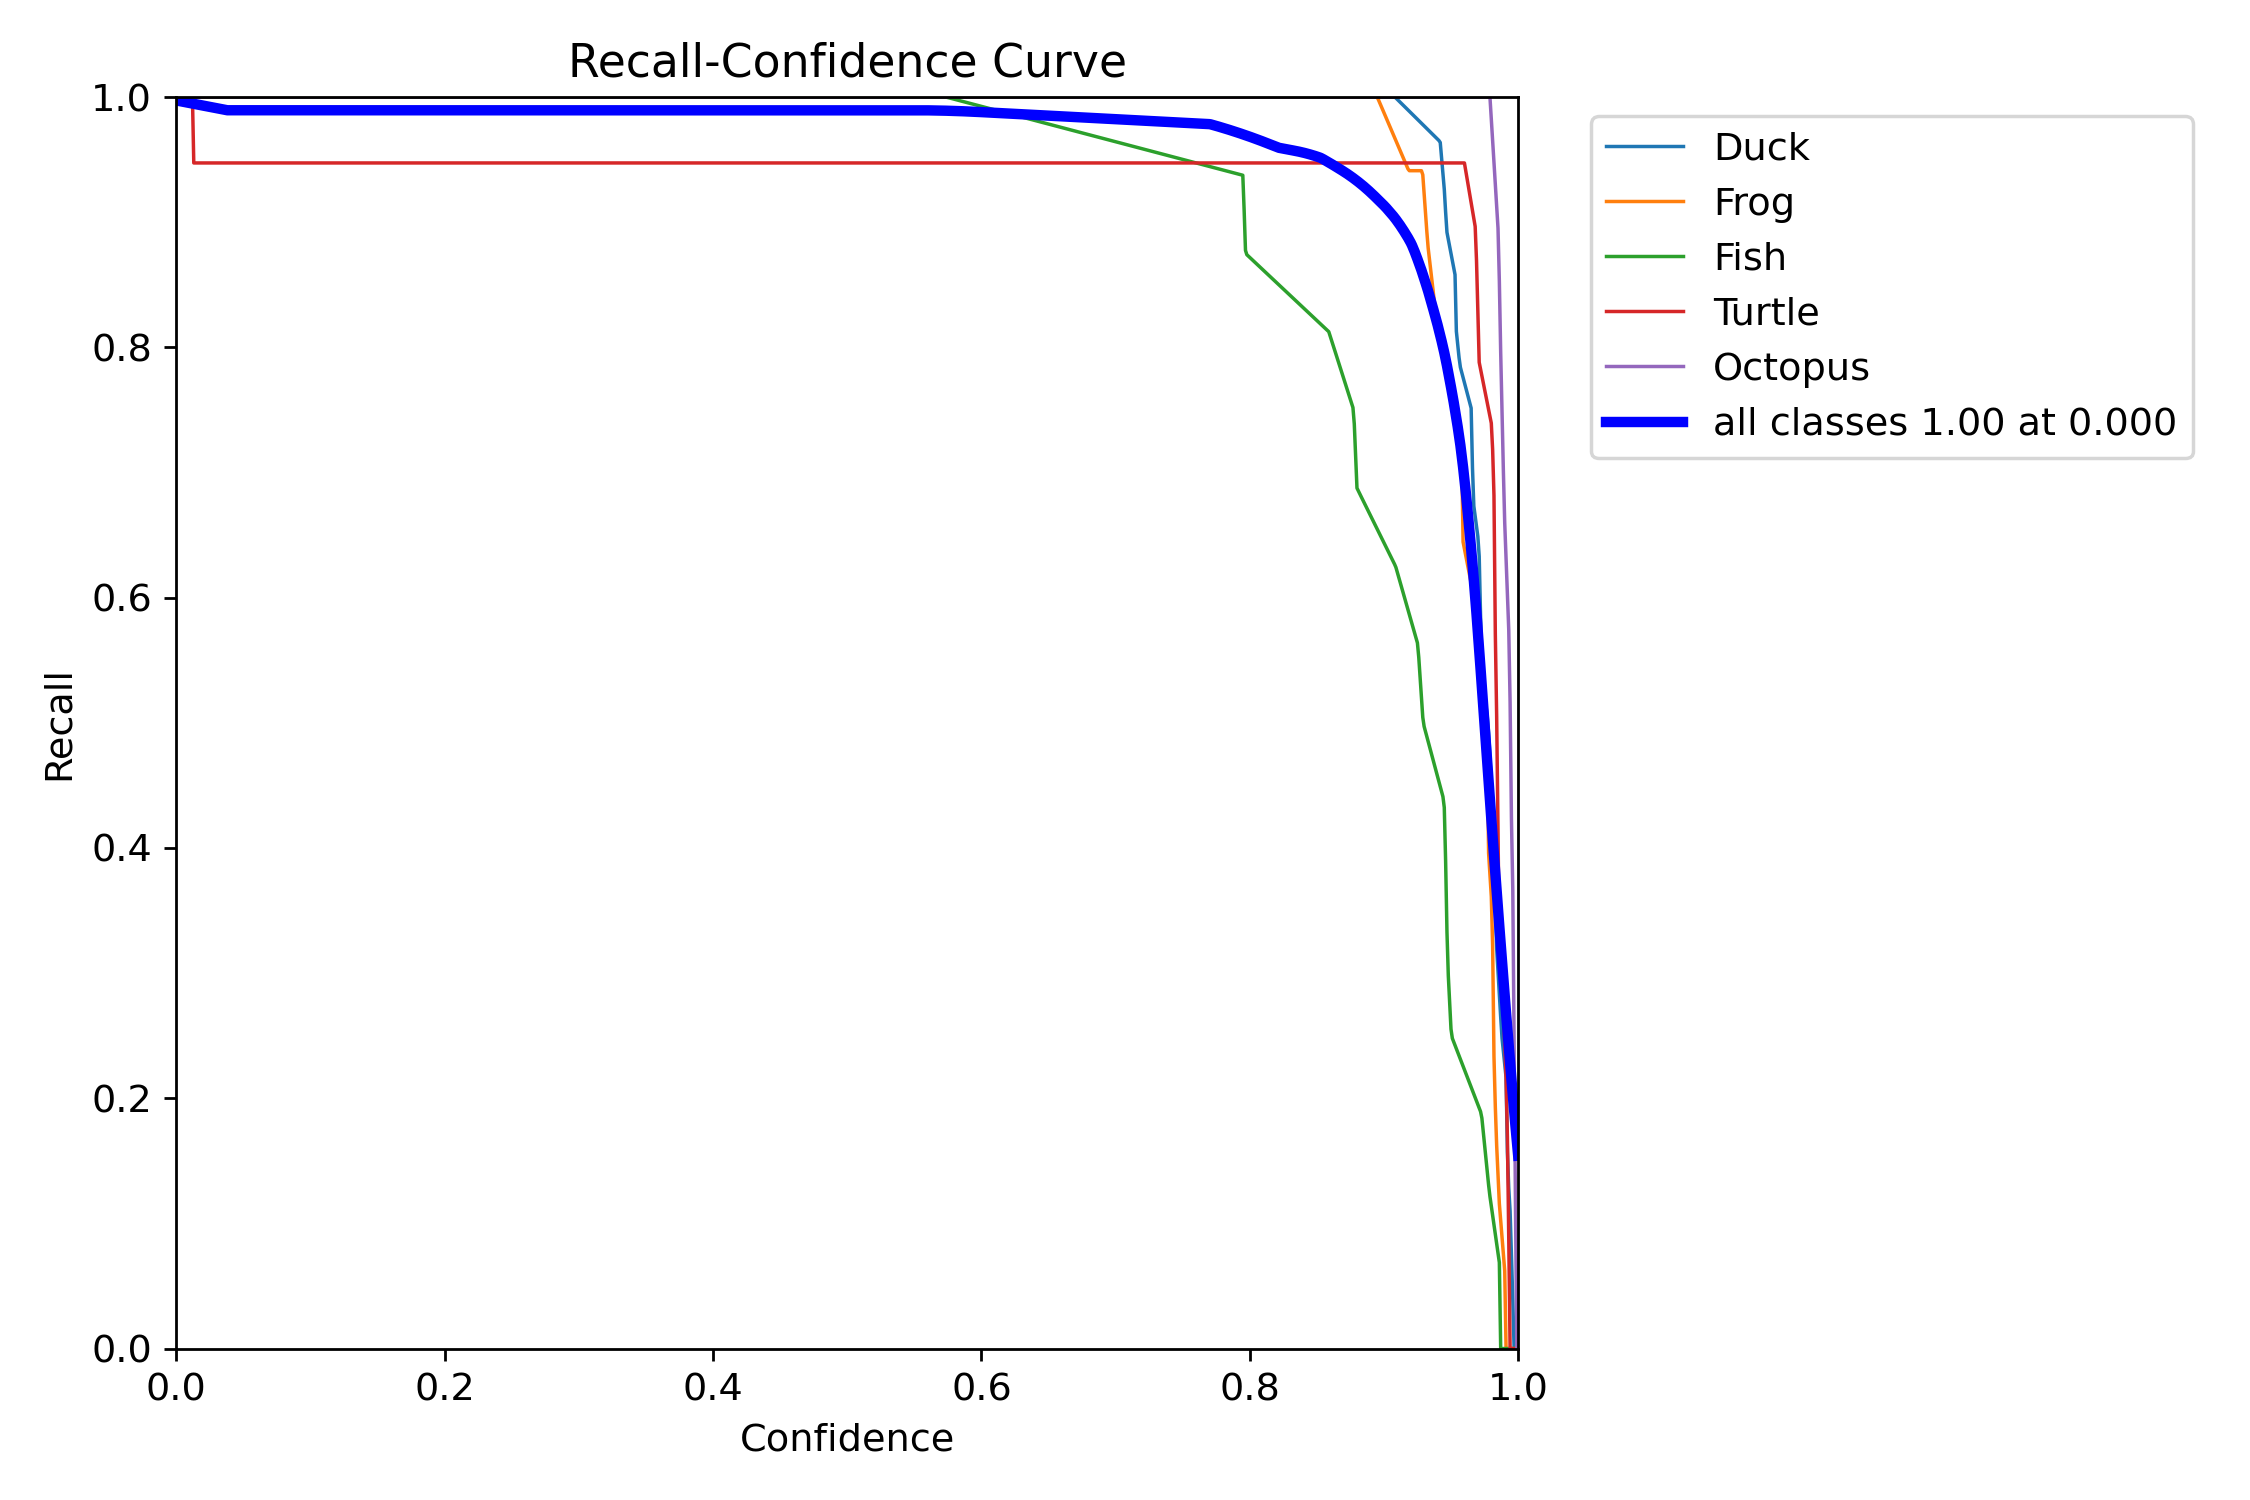 Recall-Confidence Curve
1.0
0.8
0.6
0.4
0.2
0.0
Recall
0.0 0.2 0.4 0.6 0.8 1.0
Confidence
Duck
Frog
Fish
Turtle
Octopus
all classes 1.00 at 0.000